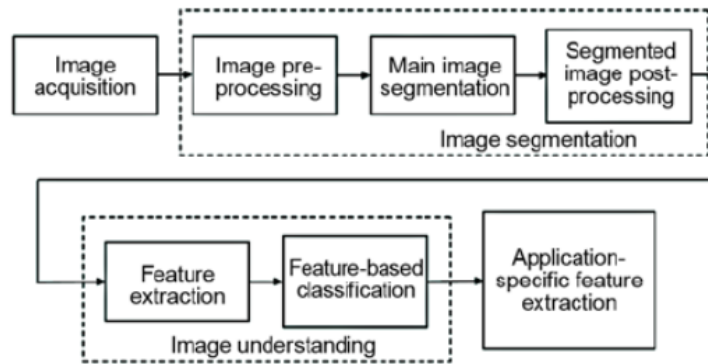 Image
acquisition
Image pre-
processing
Main image
segmentation
Segmented
image post-
processing
Image segmentation
Feature
extraction
Feature-based
classification
Image understanding
Application-
specific feature
extraction